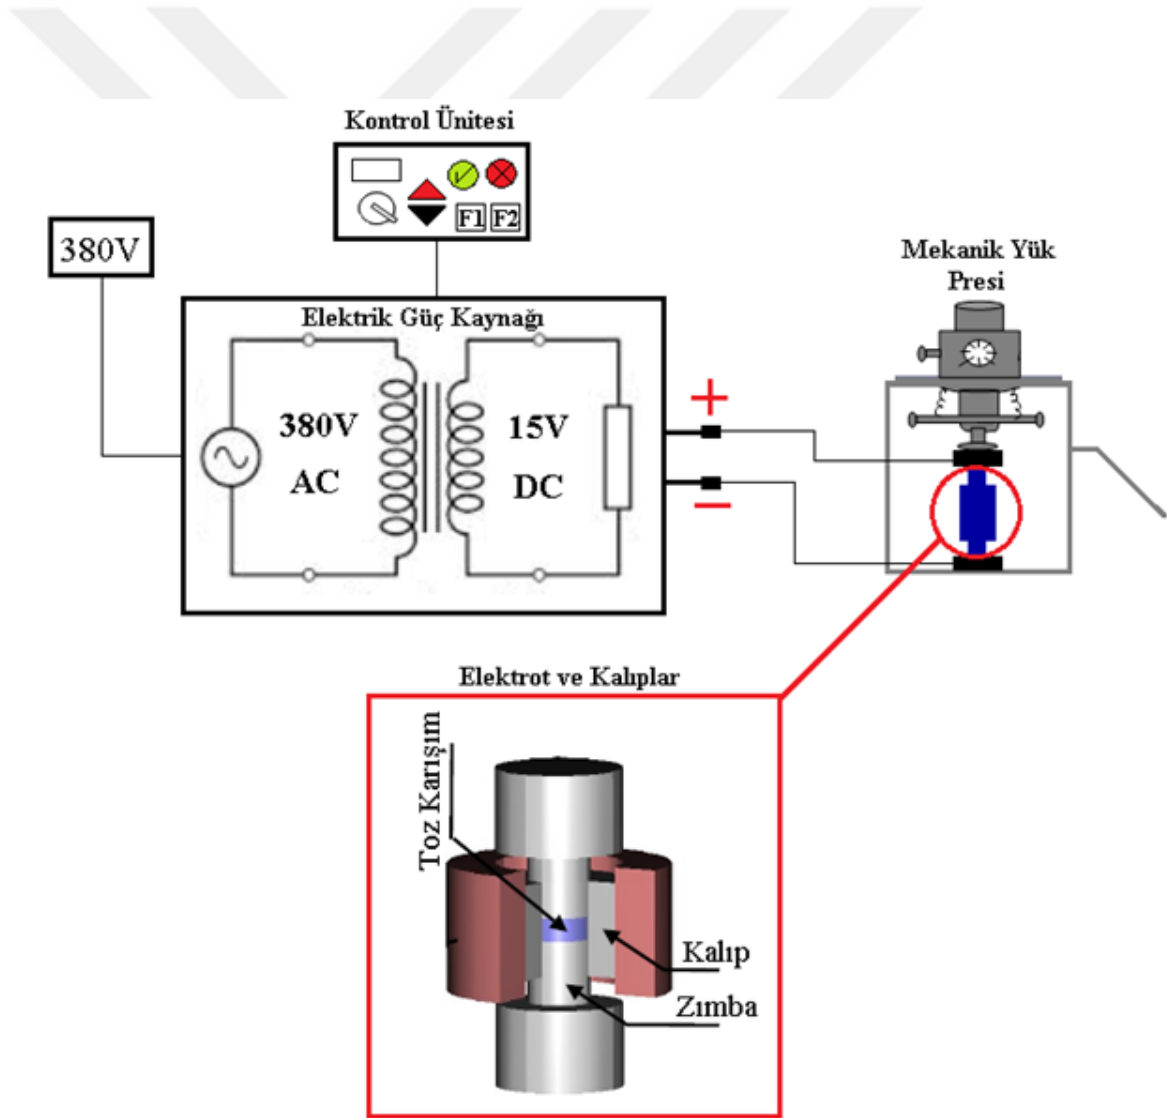 Kontrol Ünitesi
F1 F2
380V
Mekanik Yük
Presi
Elektrik Güç Kaynağı
380V
AC
15V
DC
+
−
Elektrot ve Kalıplar
Toz Karışım
Kalıp
Zımba